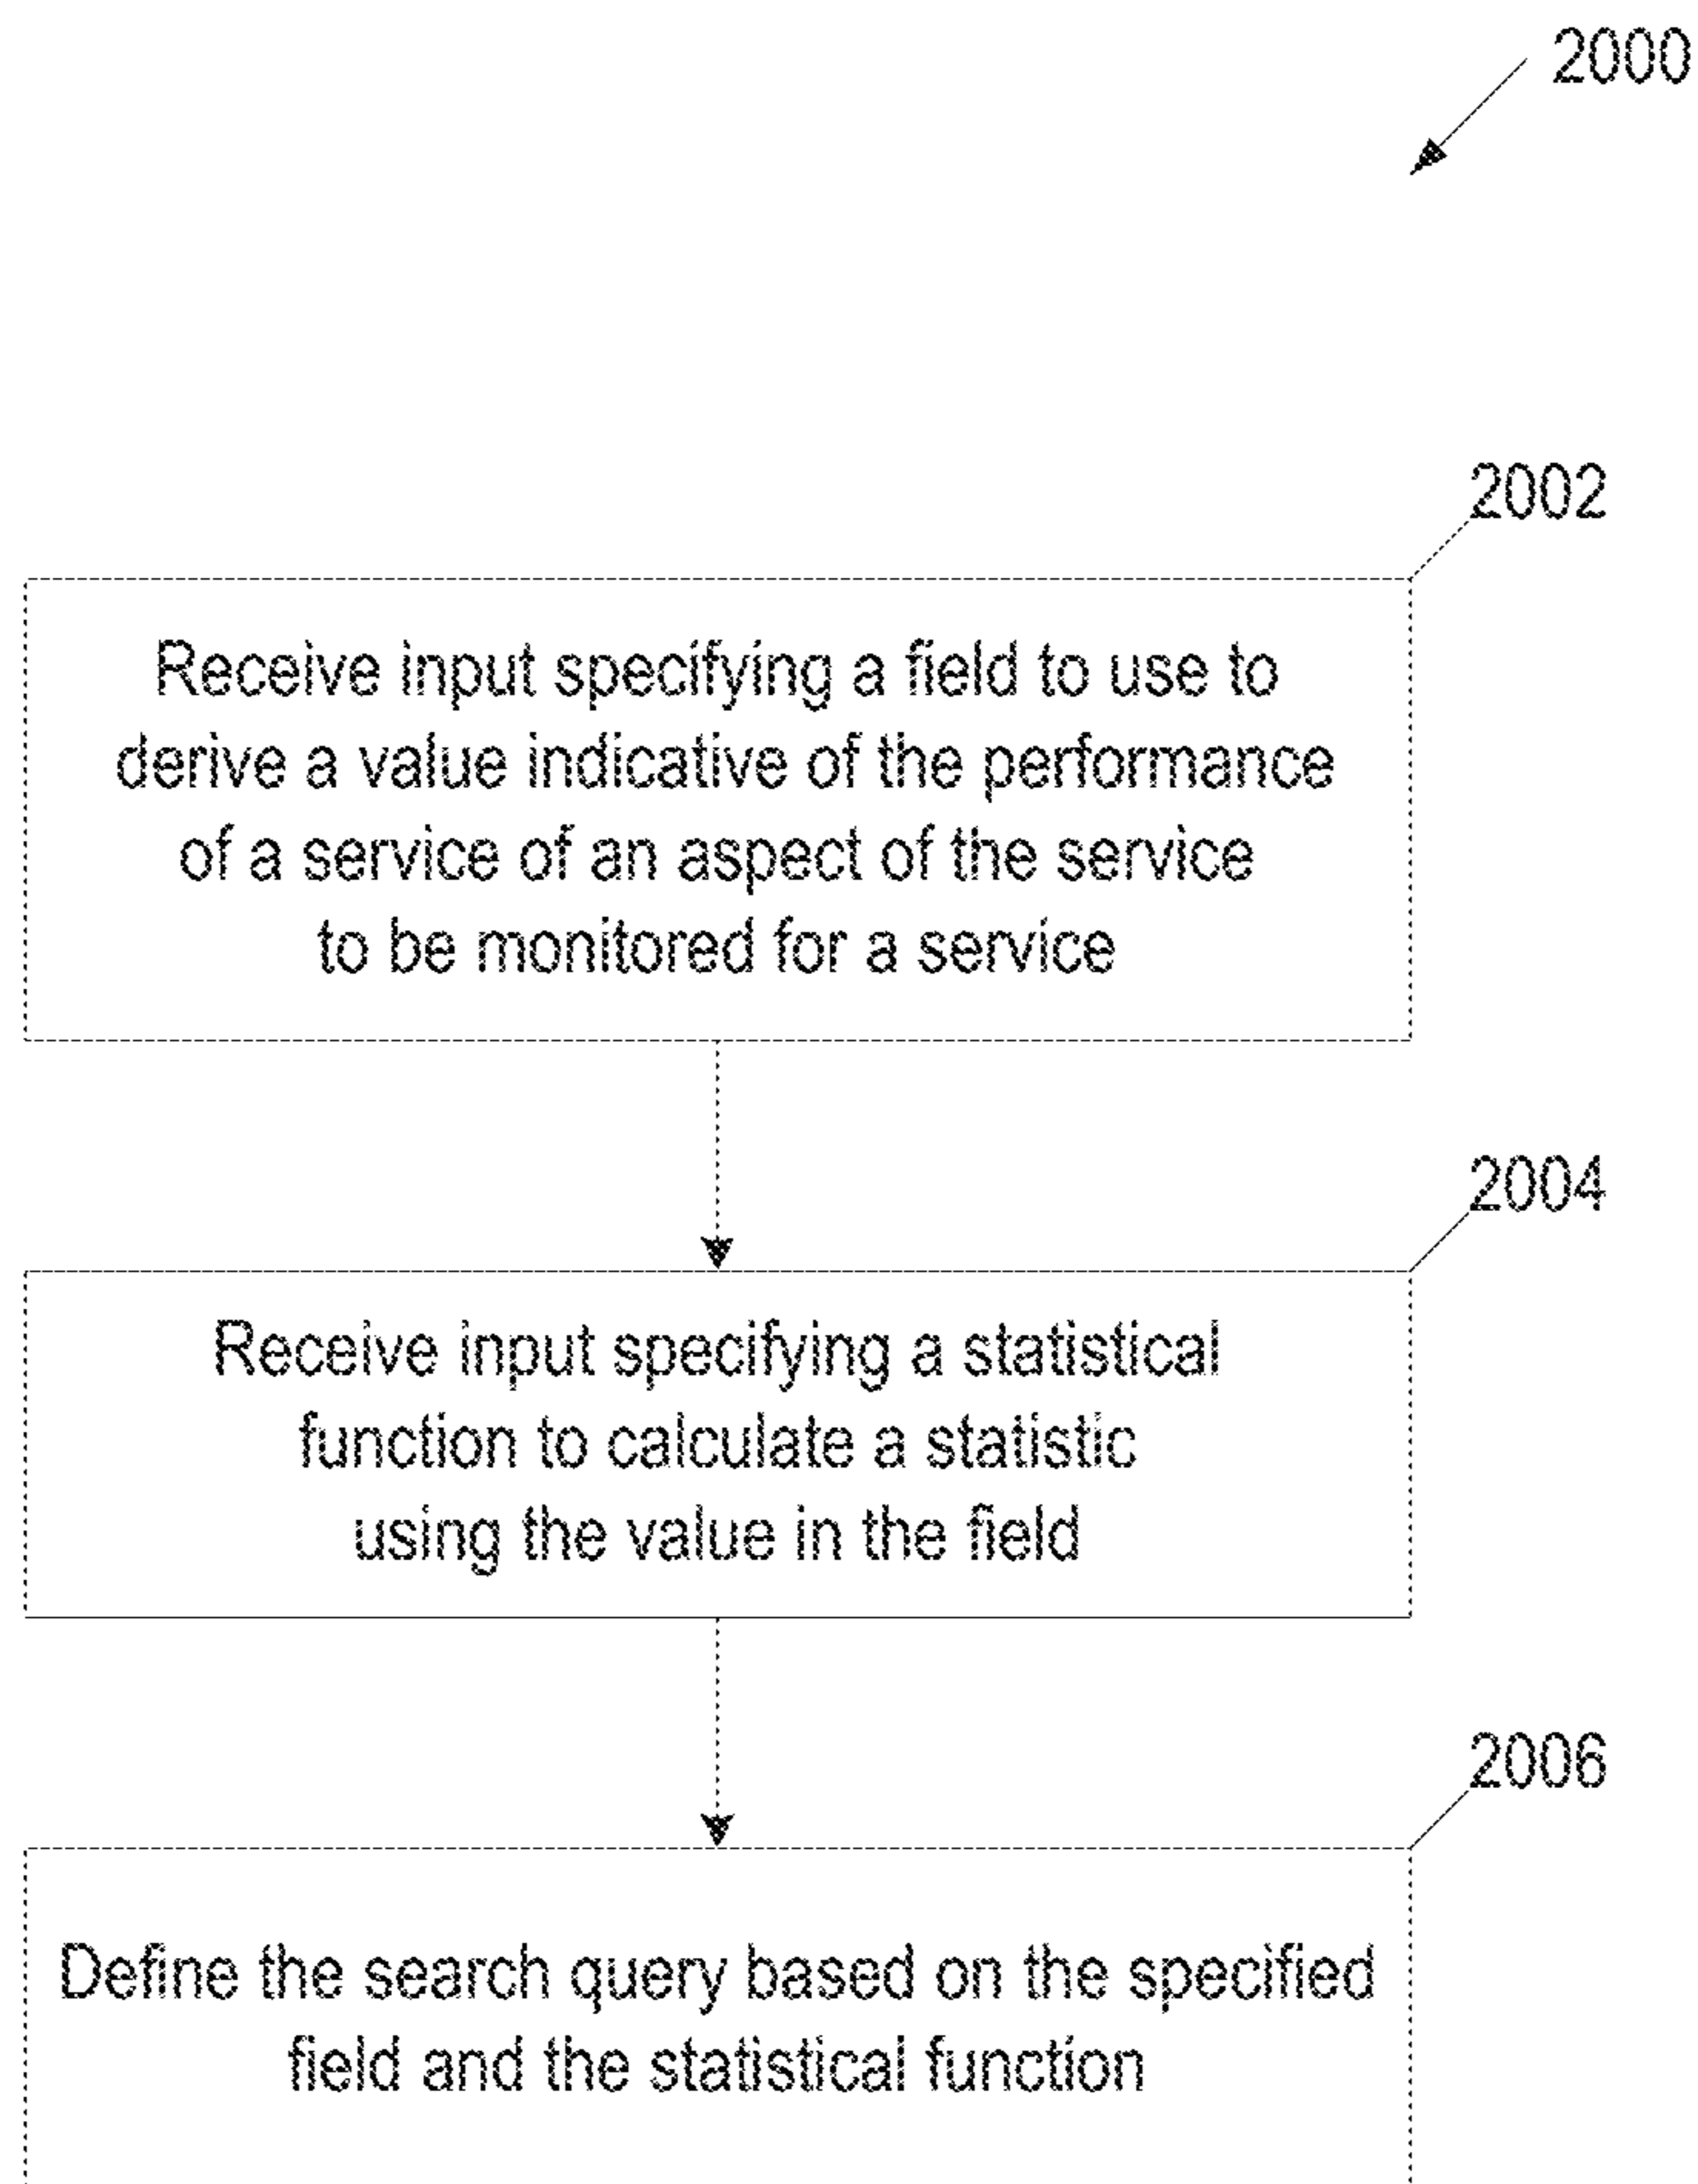 2000
2002
Receive input specifying a field to use to
derive a value indicative of the performance
of a service of an aspect of the service
to be monitored for a service
2004
Receive input specifying a statistical
function to calculate a statistic
using the value in the field
2006
Define the search query based on the specified
field and the statistical function